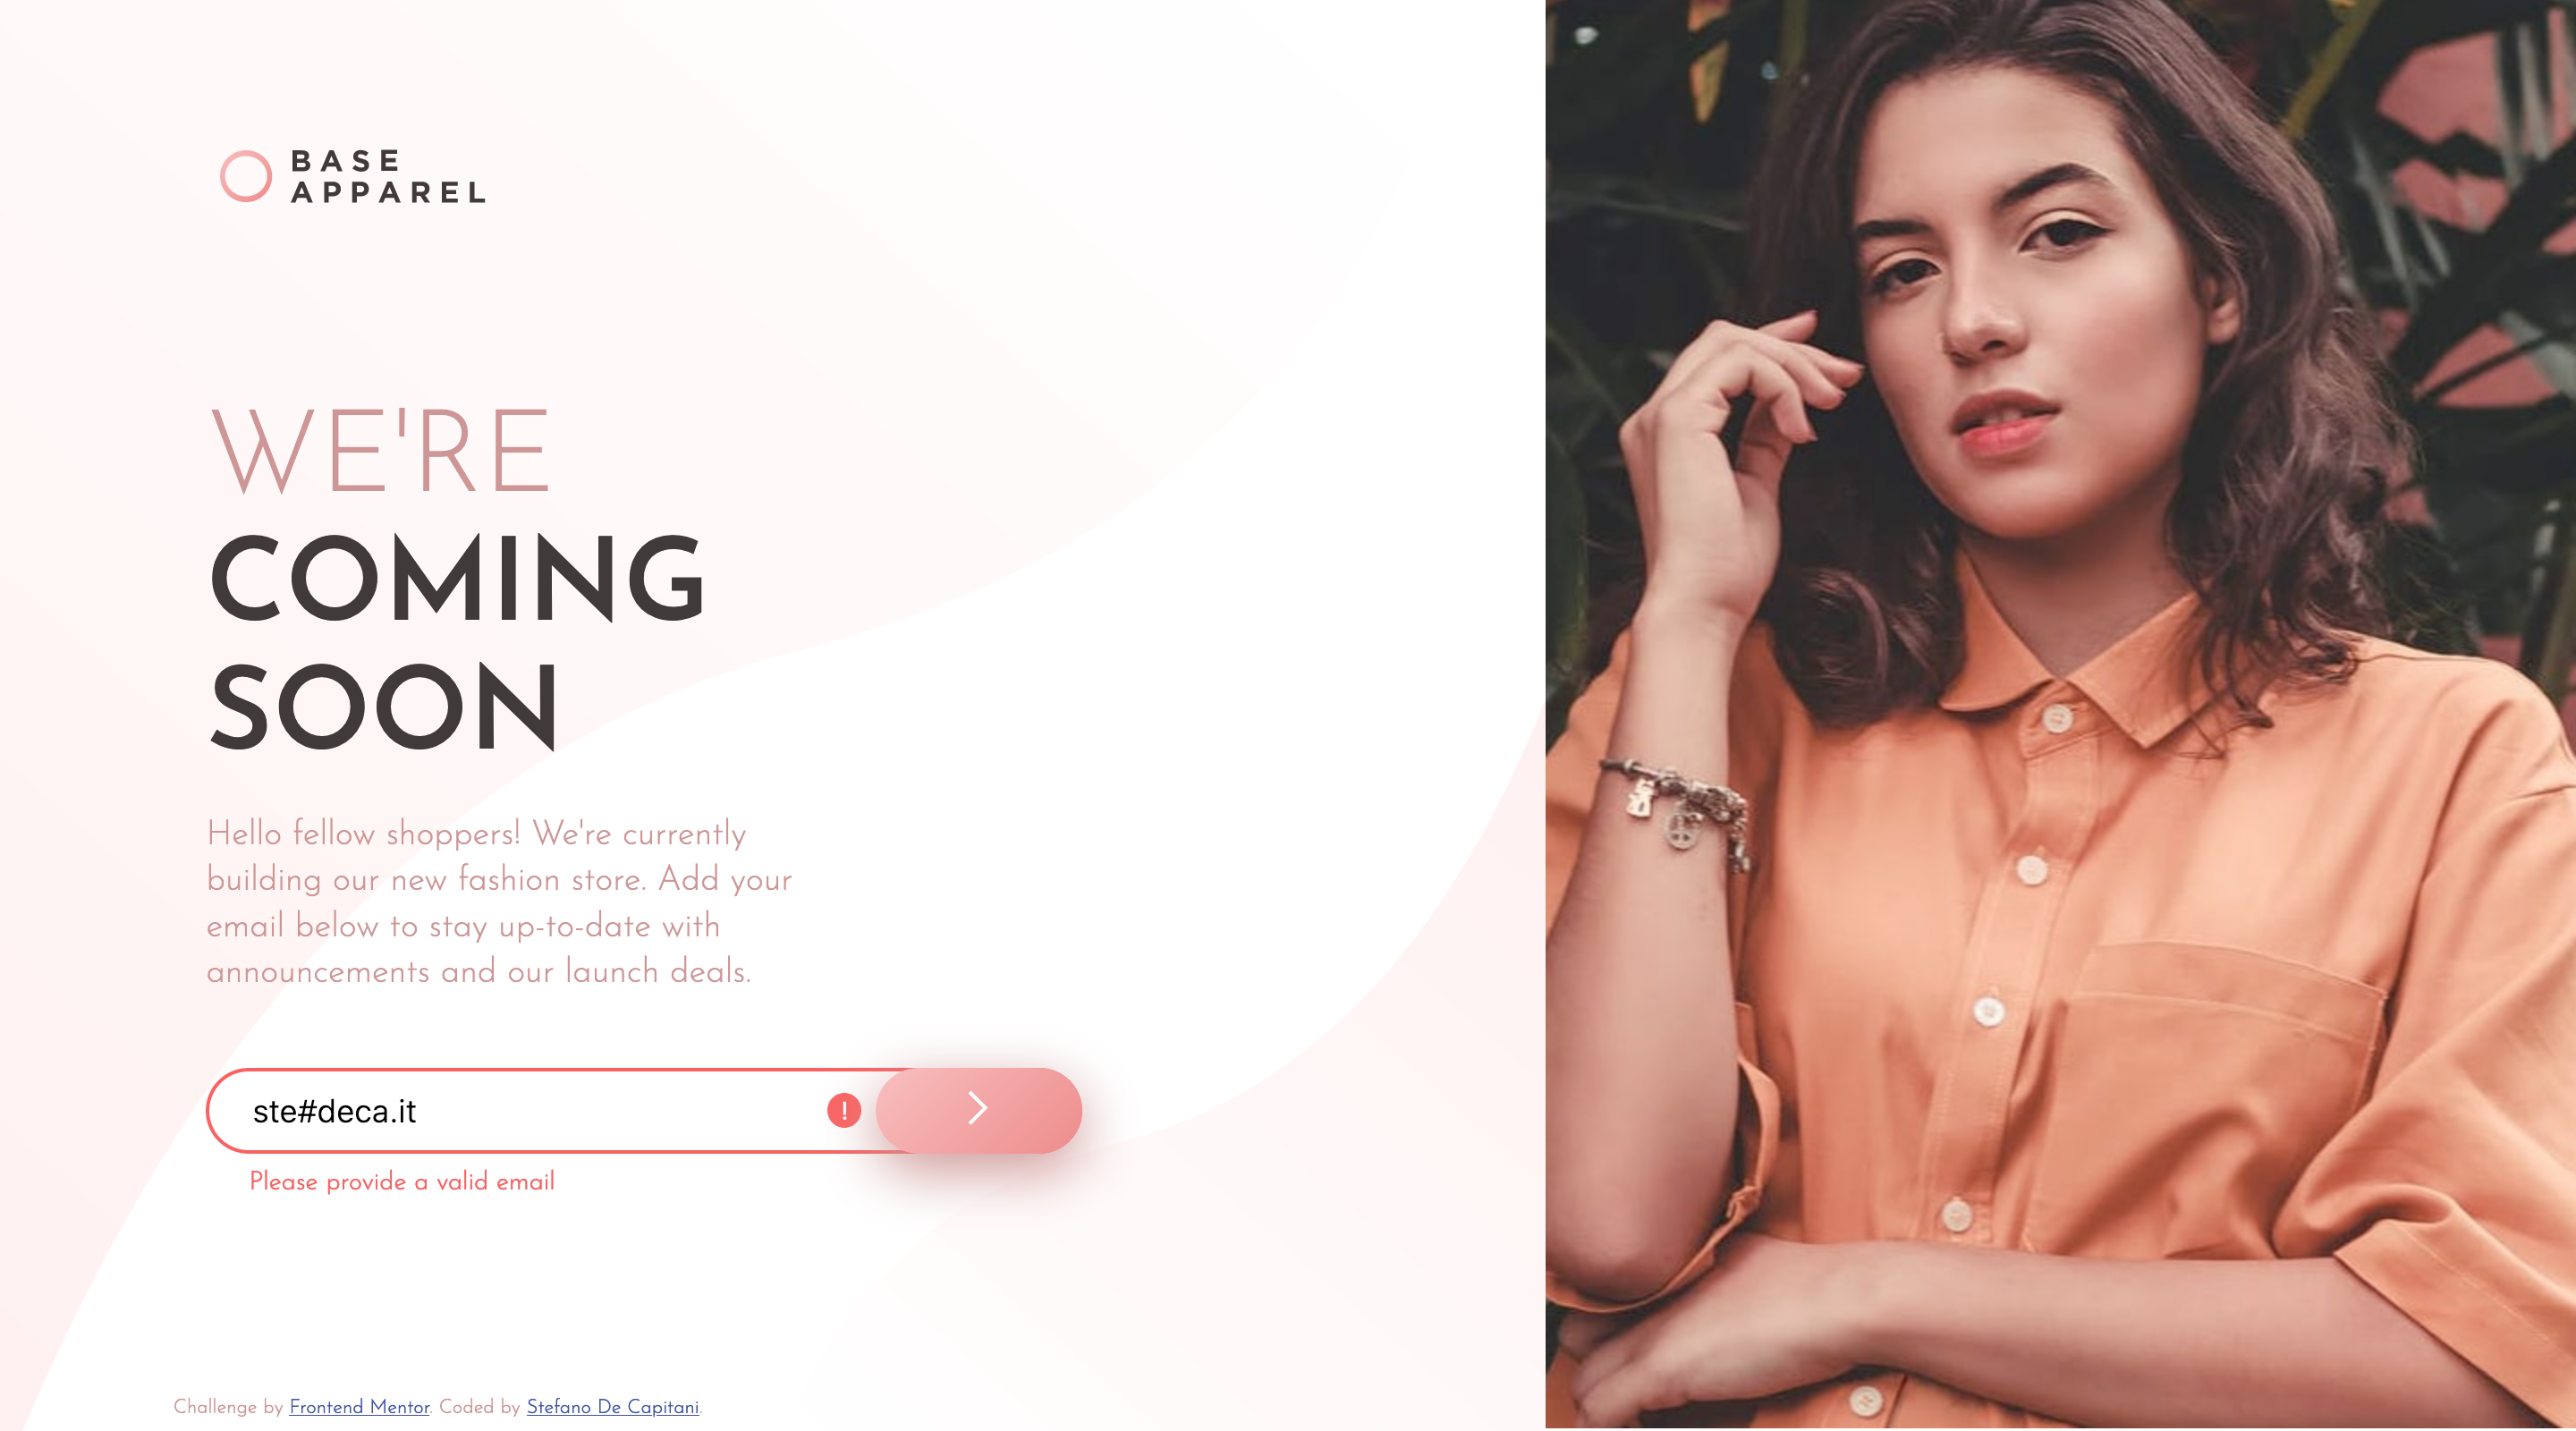 BASE
APPAREL
WE'RE
COMING
SOON
Hello fellow shoppers! We're currently
building our new fashion store. Add your
email below to stay up-to-date with
announcements and our launch deals.
ste#deca.it
!
Please provide a valid email
Challenge by Frontend Mentor. Coded by Stefano De Capitani.